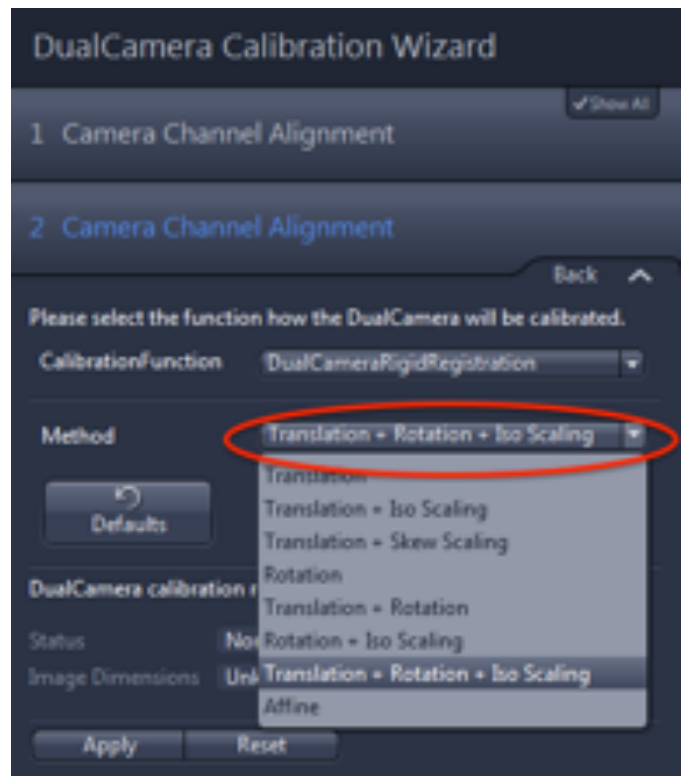 DualCamera Calibration Wizard
✓Show All
1 Camera Channel Alignment
2 Camera Channel Alignment
Back
Please select the function how the DualCamera will be calibrated.
CalibrationFunction DualCameraRigidRegistration
Method Translation + Rotation + Iso Scaling
Translation
Translation + Iso Scaling
Defaults
Translation + Skew Scaling
Rotation
DualCamera calibration
Translation + Rotation
Status Rotation + Iso Scaling
Image Dimensions Translation + Rotation + Iso Scaling
Affine
Apply Reset